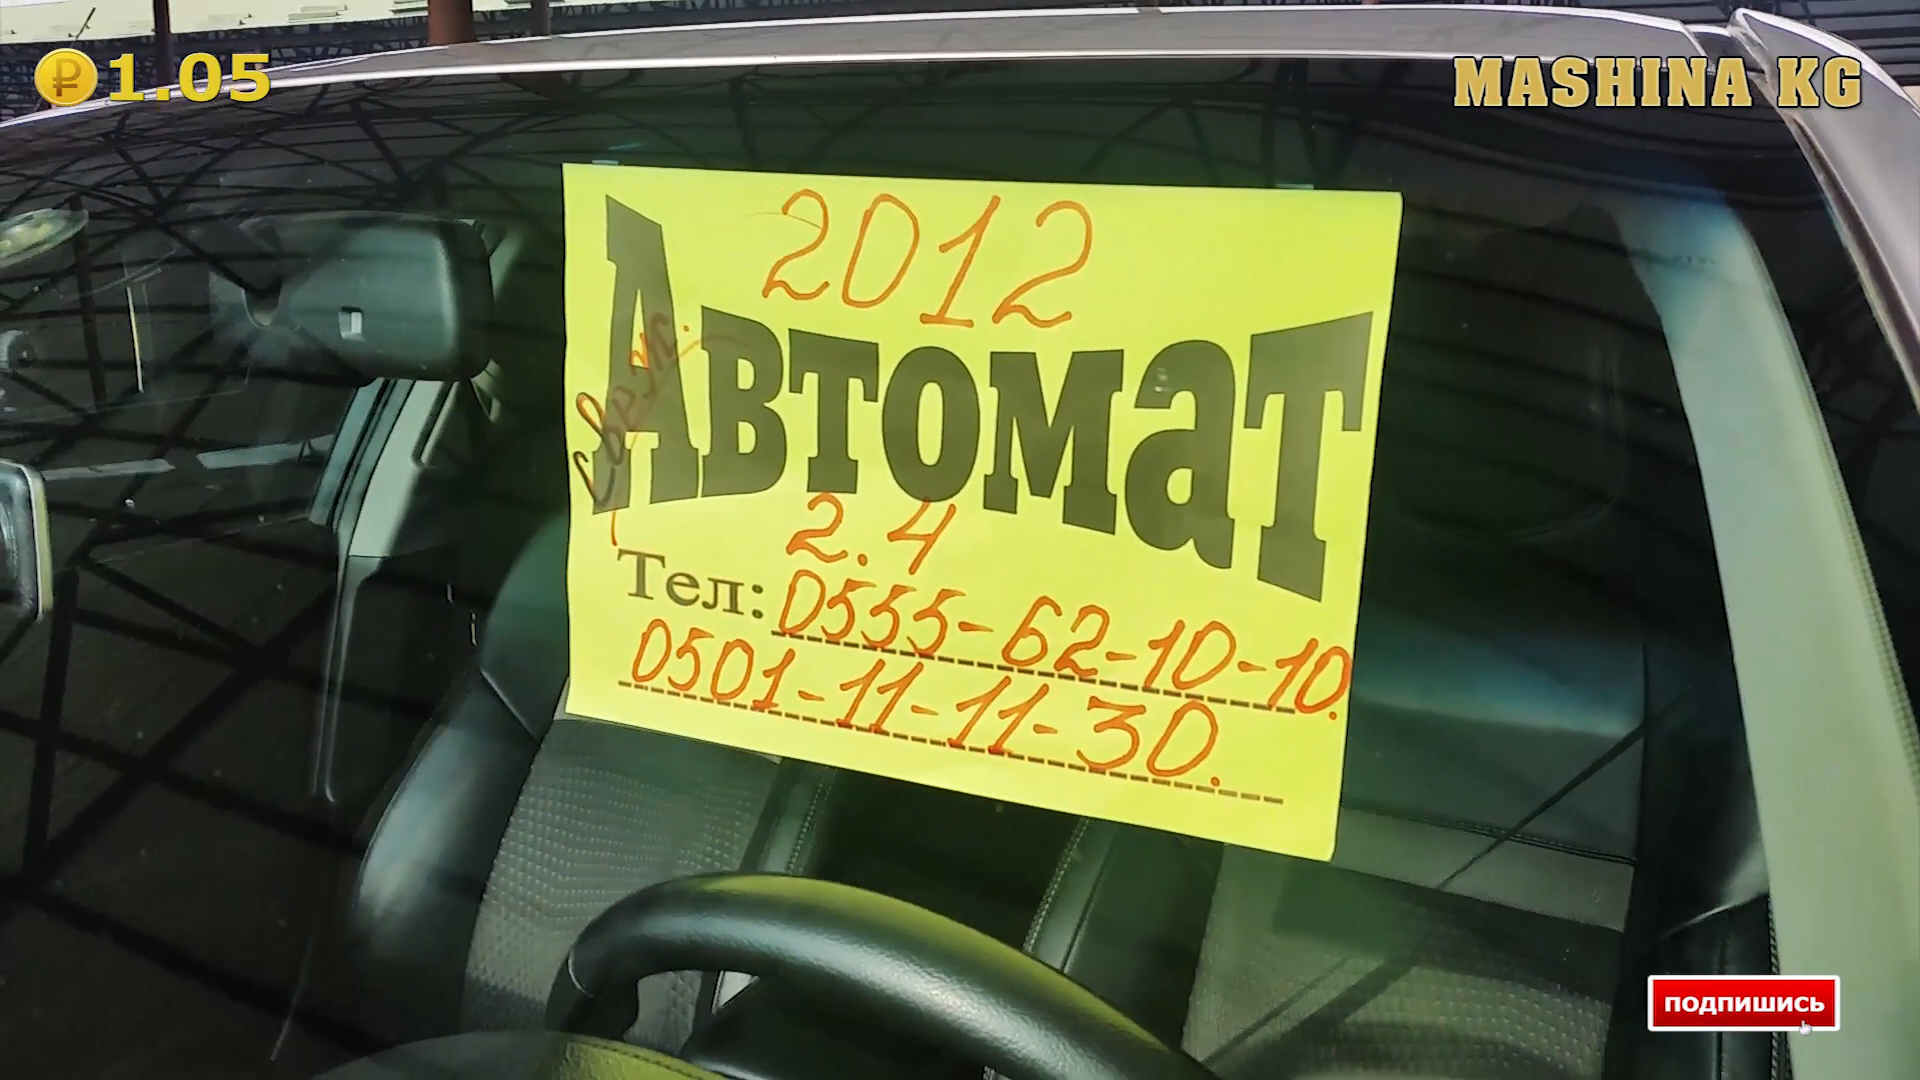 1.05
MASHINA KG
2012
Автомат
2.4
Тел: 0555-62-10-10.
0501-11-11-30.
подпишись